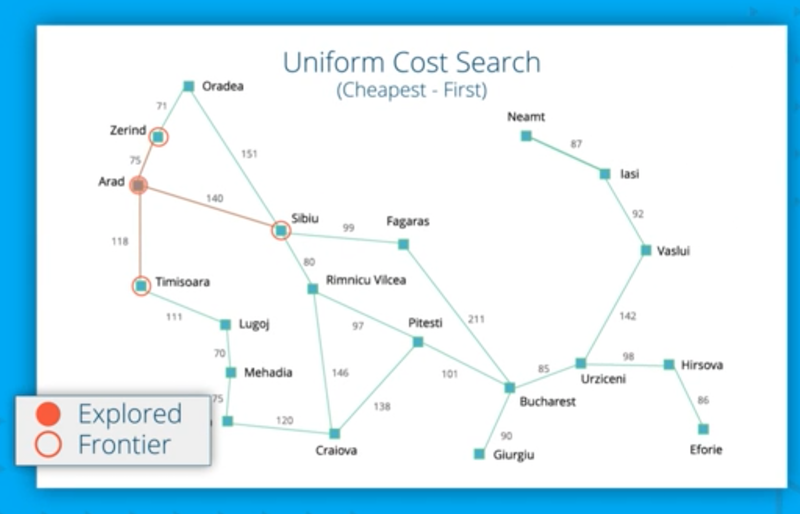 Uniform Cost Search
(Cheapest - First)
Oradea
71
Zerind
75
Arad
151
140
118
Sibiu
99
Fagaras
80
Timisoara
Rimnicu Vilcea
111
Lugoj
97
Pitesti
211
70
Mehadia
146
101
75
138
120
Craiova
Neamt
87
Iasi
92
Vaslui
142
85
98
Hirsova
Urziceni
Bucharest
86
90
Giurgiu
Eforie
Explored
Frontier